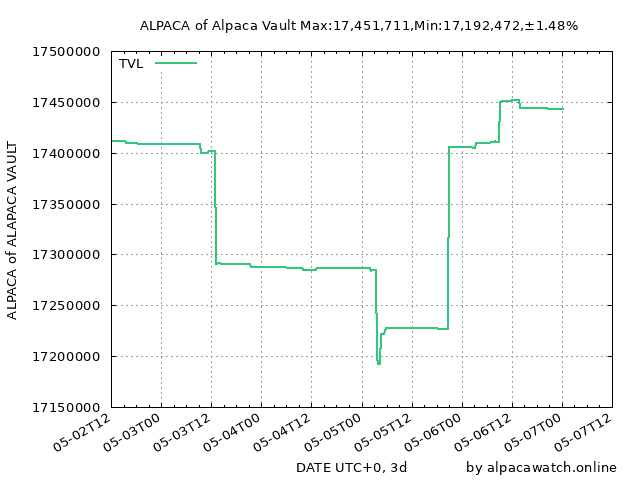 ALPACA of Alpaca Vault Max:17,451,711,Min:17,192,472,±1.48%
17500000
TVL
17450000
17400000
17350000
17300000
17250000
17200000
17150000
ALPACA of ALAPACA VAULT
05-02T12
05-03T00
05-03T12
05-04T00
05-04T12
05-05T00
05-05T12
05-06T00
05-06T12
05-07T00
05-07T12
DATE UTC+0, 3d
by alpacawatch.online